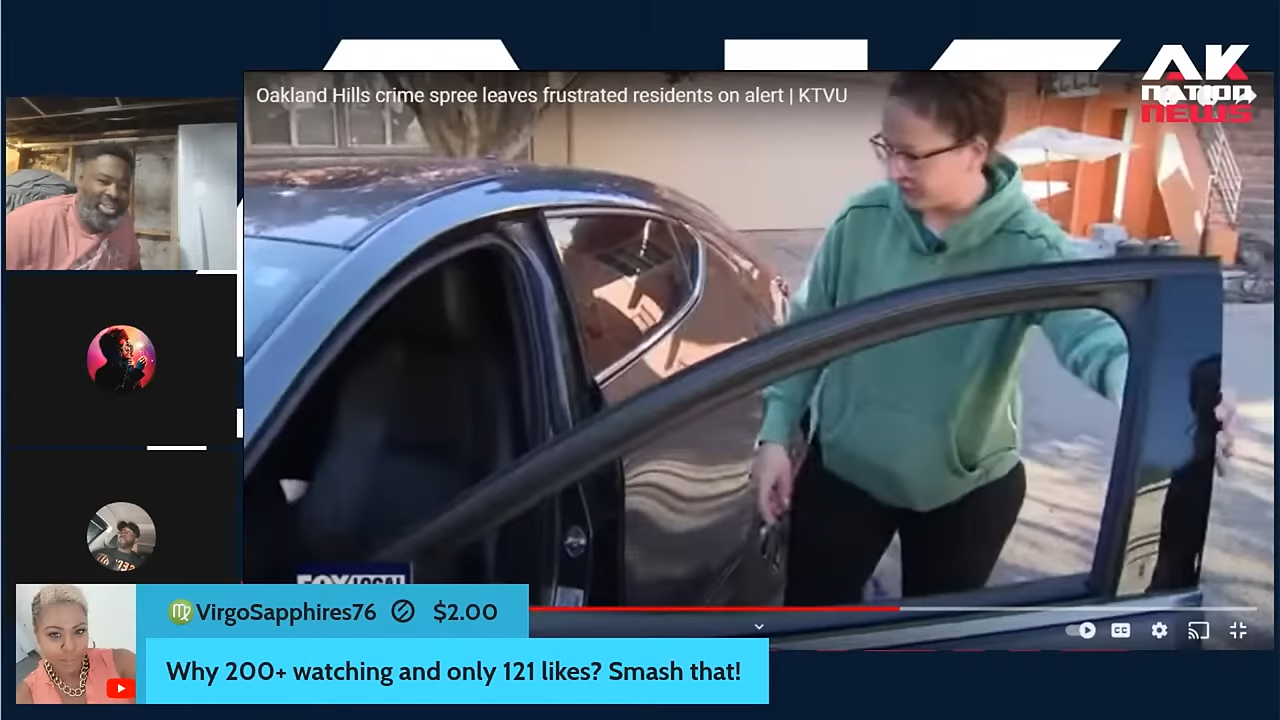 Oakland Hills crime spree leaves frustrated residents on alert | KTVU
AK
NATION
NEWS
FOX LOCAL
CC
VirgoSapphires76 $2.00
Why 200+ watching and only 121 likes? Smash that!